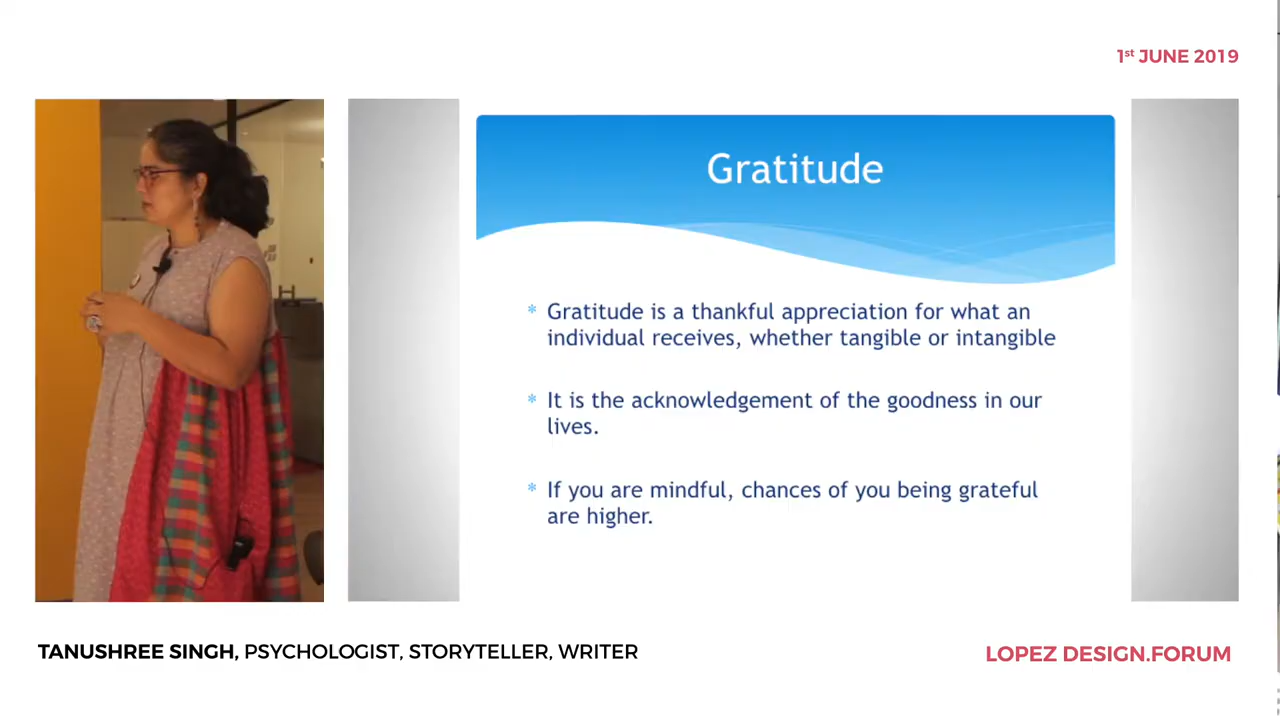 1st JUNE 2019
Gratitude
* Gratitude is a thankful appreciation for what an
individual receives, whether tangible or intangible
* It is the acknowledgement of the goodness in our
lives.
* If you are mindful, chances of you being grateful
are higher.
TANUSHREE SINGH, PSYCHOLOGIST, STORYTELLER, WRITER
LOPEZ DESIGN.FORUM